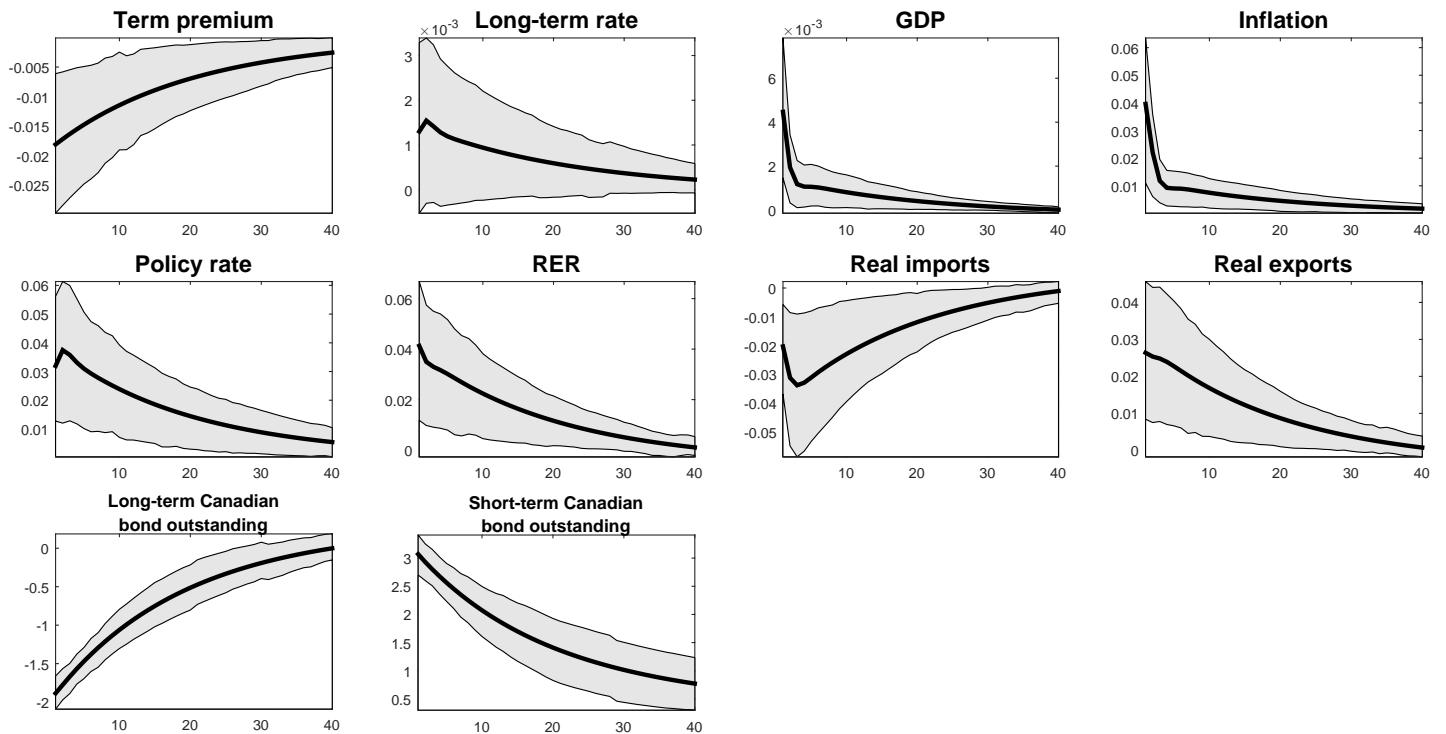 Term premium
-0.005
-0.01
-0.015
-0.02
-0.025
10 20 30 40
Long-term rate
×10⁻³
3
2
1
0
10 20 30 40
GDP
×10⁻³
6
4
2
0
10 20 30 40
Inflation
0.06
0.05
0.04
0.03
0.02
0.01
10 20 30 40
Policy rate
0.06
0.05
0.04
0.03
0.02
0.01
10 20 30 40
RER
0.06
0.04
0.02
0
10 20 30 40
Real imports
0
-0.01
-0.02
-0.03
-0.04
-0.05
10 20 30 40
Real exports
0.04
0.03
0.02
0.01
0
10 20 30 40
Long-term Canadian
bond outstanding
0
-0.5
-1
-1.5
-2
10 20 30 40
Short-term Canadian
bond outstanding
3
2.5
2
1.5
1
0.5
10 20 30 40